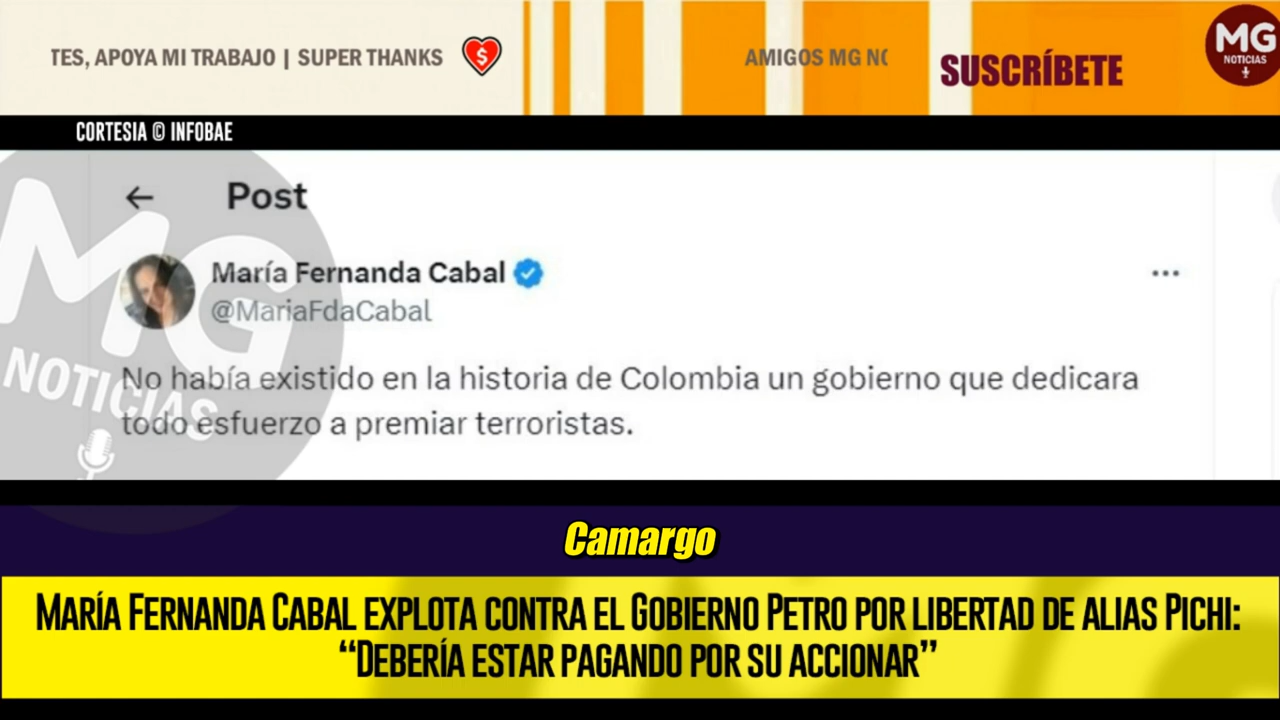 TES, APOYA MI TRABAJO | SUPER THANKS
AMIGOS MG NO
SUSCRÍBETE
MG
NOTICIAS
CORTESIA © INFOBAE
Post
María Fernanda Cabal
@MariaFdaCabal
No había existido en la historia de Colombia un gobierno que dedicara
todo esfuerzo a premiar terroristas.
MG
NOTICIAS
Camargo
MARÍA FERNANDA CABAL EXPLOTA CONTRA EL GOBIERNO PETRO POR LIBERTAD DE ALIAS PICHI:
“DEBERÍA ESTAR PAGANDO POR SU ACCIONAR”